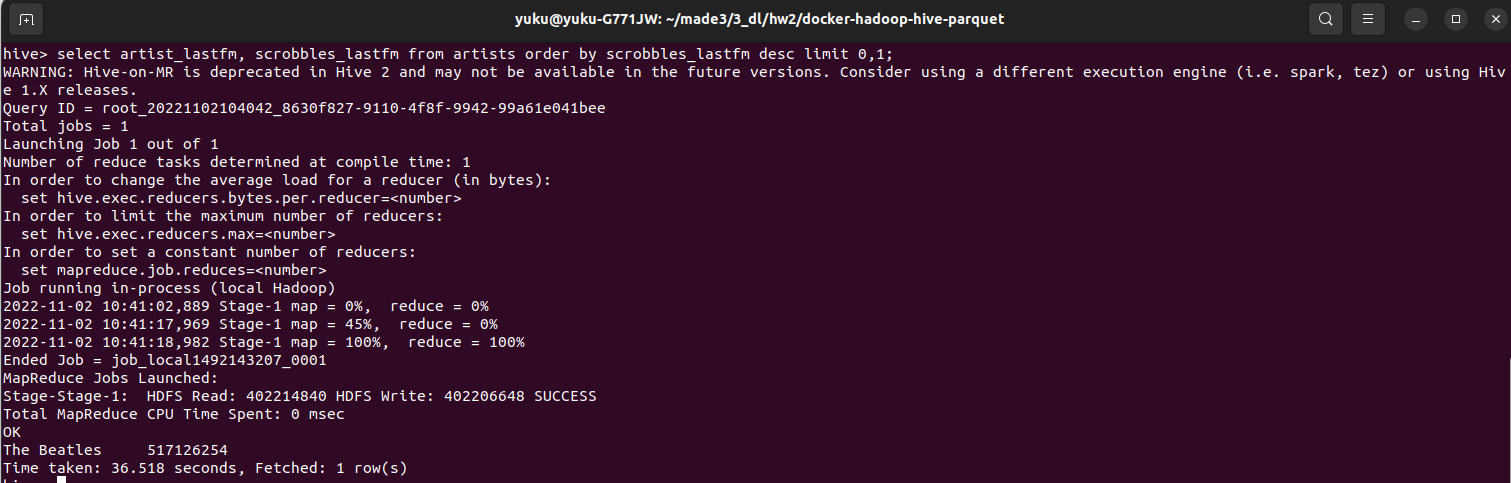 yuku@yuku-G771JW: ~/made3/3_dl/hw2/docker-hadoop-hive-parquet
hive> select artist_lastfm, scrobbles_lastfm from artists order by scrobbles_lastfm desc limit 0,1;
WARNING: Hive-on-MR is deprecated in Hive 2 and may not be available in the future versions. Consider using a different execution engine (i.e. spark, tez) or using Hiv
e 1.X releases.
Query ID = root_20221102104042_8630f827-9110-4f8f-9942-99a61e041bee
Total jobs = 1
Launching Job 1 out of 1
Number of reduce tasks determined at compile time: 1
In order to change the average load for a reducer (in bytes):
  set hive.exec.reducers.bytes.per.reducer=<number>
In order to limit the maximum number of reducers:
  set hive.exec.reducers.max=<number>
In order to set a constant number of reducers:
  set mapreduce.job.reduces=<number>
Job running in-process (local Hadoop)
2022-11-02 10:41:02,889 Stage-1 map = 0%,  reduce = 0%
2022-11-02 10:41:17,969 Stage-1 map = 45%,  reduce = 0%
2022-11-02 10:41:18,982 Stage-1 map = 100%,  reduce = 100%
Ended Job = job_local1492143207_0001
MapReduce Jobs Launched:
Stage-Stage-1:  HDFS Read: 402214840 HDFS Write: 402206648 SUCCESS
Total MapReduce CPU Time Spent: 0 msec
OK
The Beatles     517126254
Time taken: 36.518 seconds, Fetched: 1 row(s)